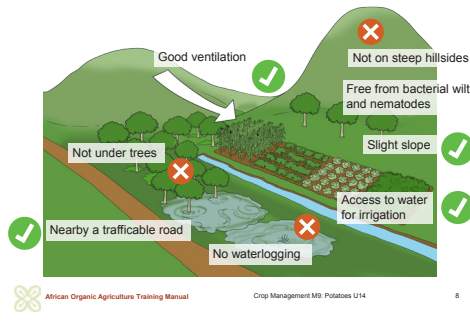 Good ventilation
Not on steep hillsides
Free from bacterial wilt
and nematodes
Not under trees
Slight slope
Access to water
for irrigation
Nearby a trafficable road
No waterlogging
African Organic Agriculture Training Manual
Crop Management M9: Potatoes U14
8